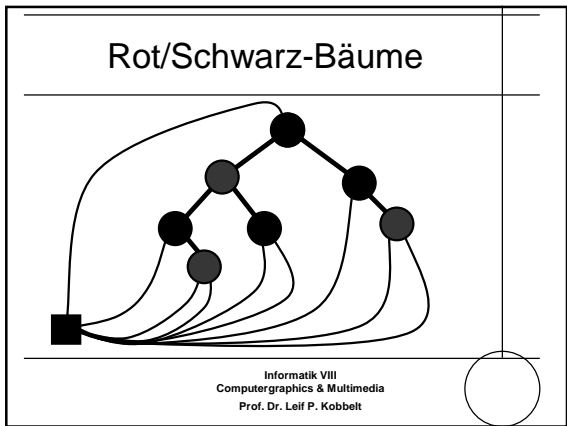 Rot/Schwarz-Bäume
Informatik VIII
Computergraphics & Multimedia
Prof. Dr. Leif P. Kobbelt